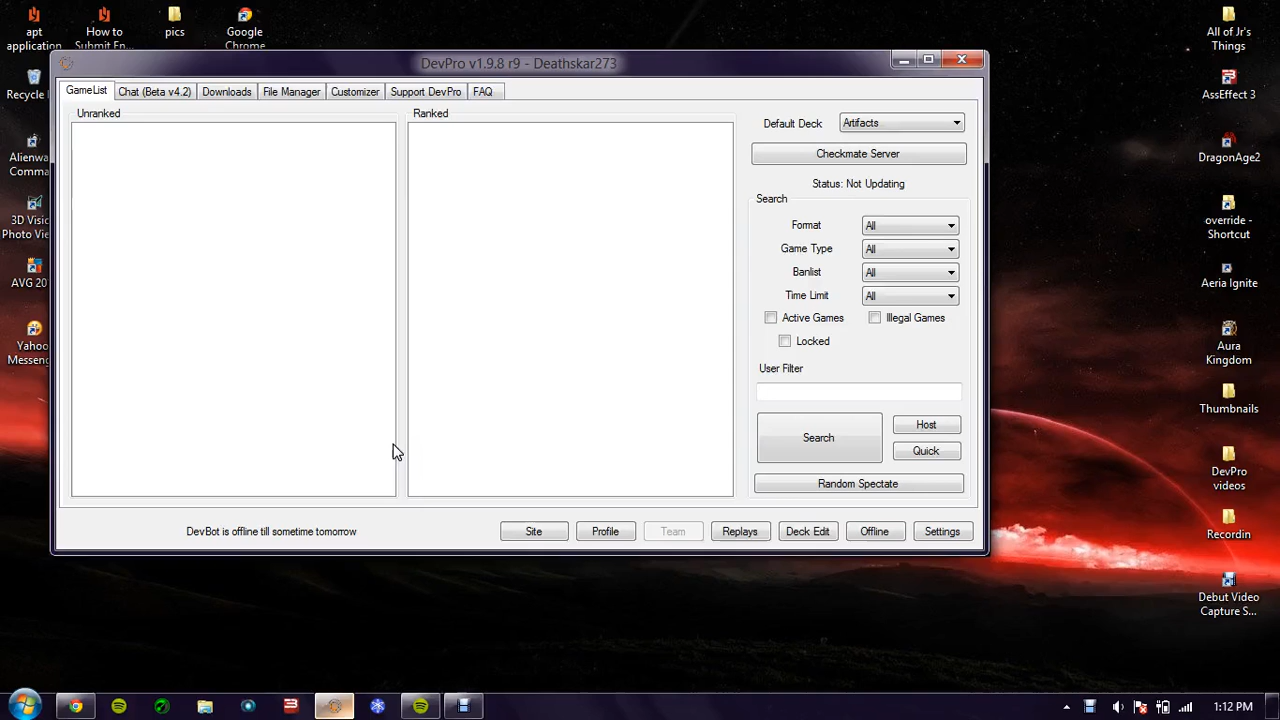 apt
application
How to
Submit En...
pics
Google
Chrome
All of Jr's
Things
Recycle
Alienwa
Comma
3D Visio
Photo Vie
AVG 20
Yahoo
Messen
DevPro v1.9.8 r9 - Deathskar273
GameList
Chat (Beta v4.2)
Downloads
File Manager
Customizer
Support DevPro
FAQ
Unranked
Ranked
Default Deck
Artifacts
Checkmate Server
Status: Not Updating
Search
Format
All
Game Type
All
Banlist
All
Time Limit
All
Active Games
Illegal Games
Locked
User Filter
Search
Host
Quick
Random Spectate
DevBot is offline till sometime tomorrow
Site
Profile
Team
Replays
Deck Edit
Offline
Settings
AssEffect 3
DragonAge2
override -
Shortcut
Aeria Ignite
Aura
Kingdom
Thumbnails
DevPro
videos
Recordin
Debut Video
Capture S...
1:12 PM